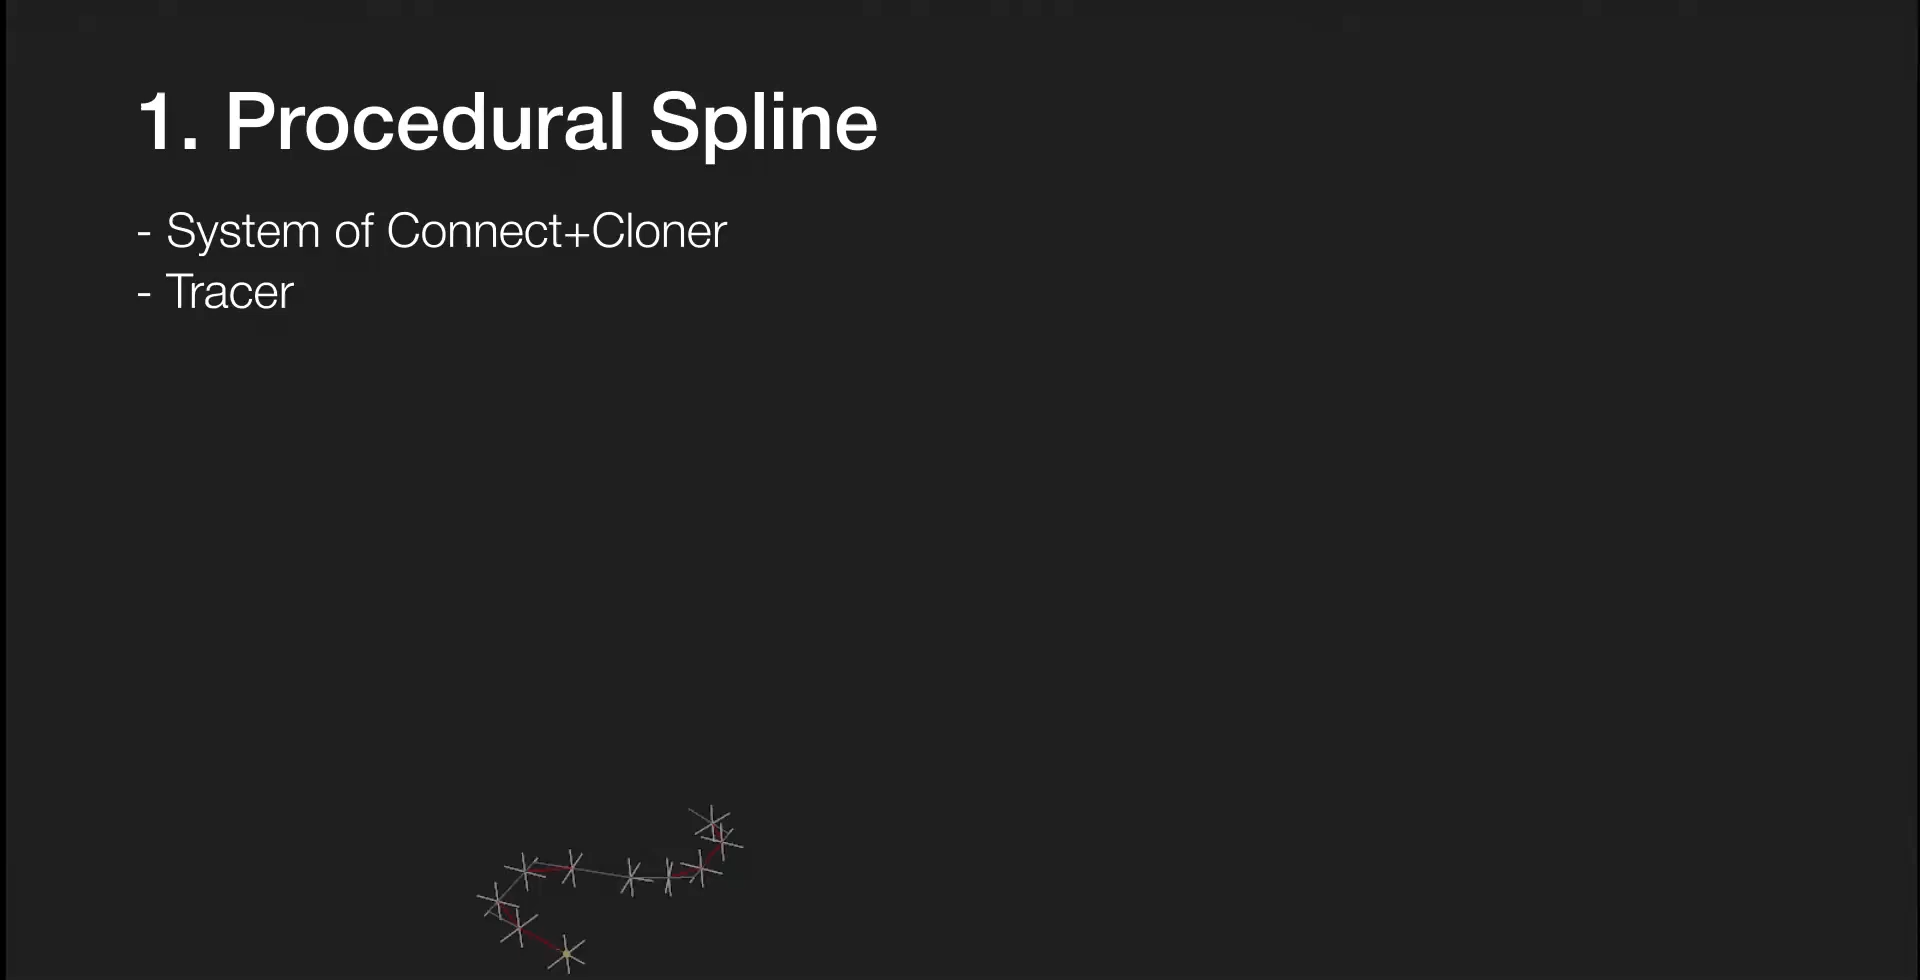 1. Procedural Spline
- System of Connect+Cloner
- Tracer